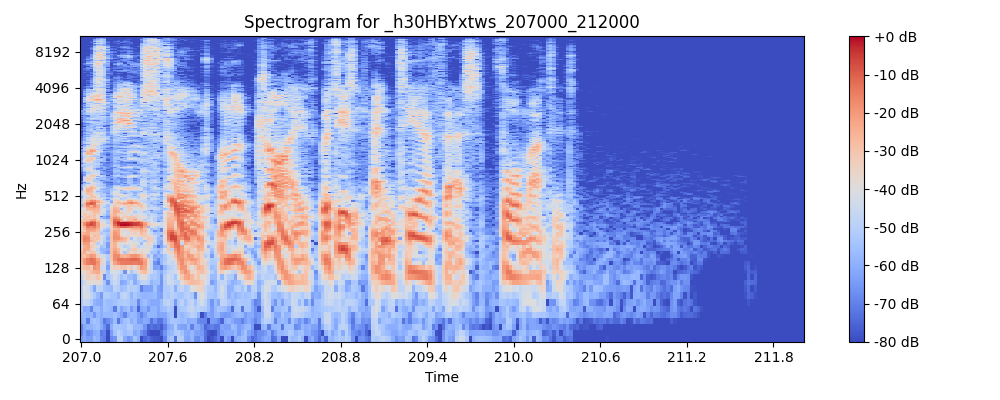 Spectrogram for _h30HBYxtws_207000_212000
Hz
8192
4096
2048
1024
512
256
128
64
0
207.0 207.6 208.2 208.8 209.4 210.0 210.6 211.2 211.8
Time
+0 dB
-10 dB
-20 dB
-30 dB
-40 dB
-50 dB
-60 dB
-70 dB
-80 dB